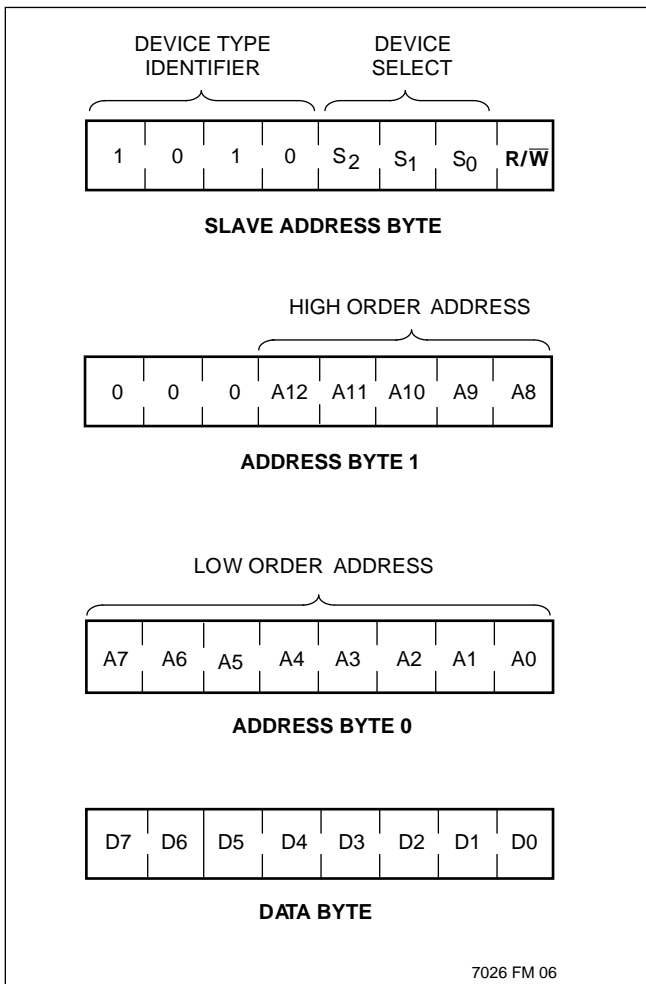 DEVICE TYPE IDENTIFIER
DEVICE SELECT
1 0 1 0 S2 S1 S0 R/W̅
SLAVE ADDRESS BYTE
HIGH ORDER ADDRESS
0 0 0 A12 A11 A10 A9 A8
ADDRESS BYTE 1
LOW ORDER ADDRESS
A7 A6 A5 A4 A3 A2 A1 A0
ADDRESS BYTE 0
D7 D6 D5 D4 D3 D2 D1 D0
DATA BYTE
7026 FM 06